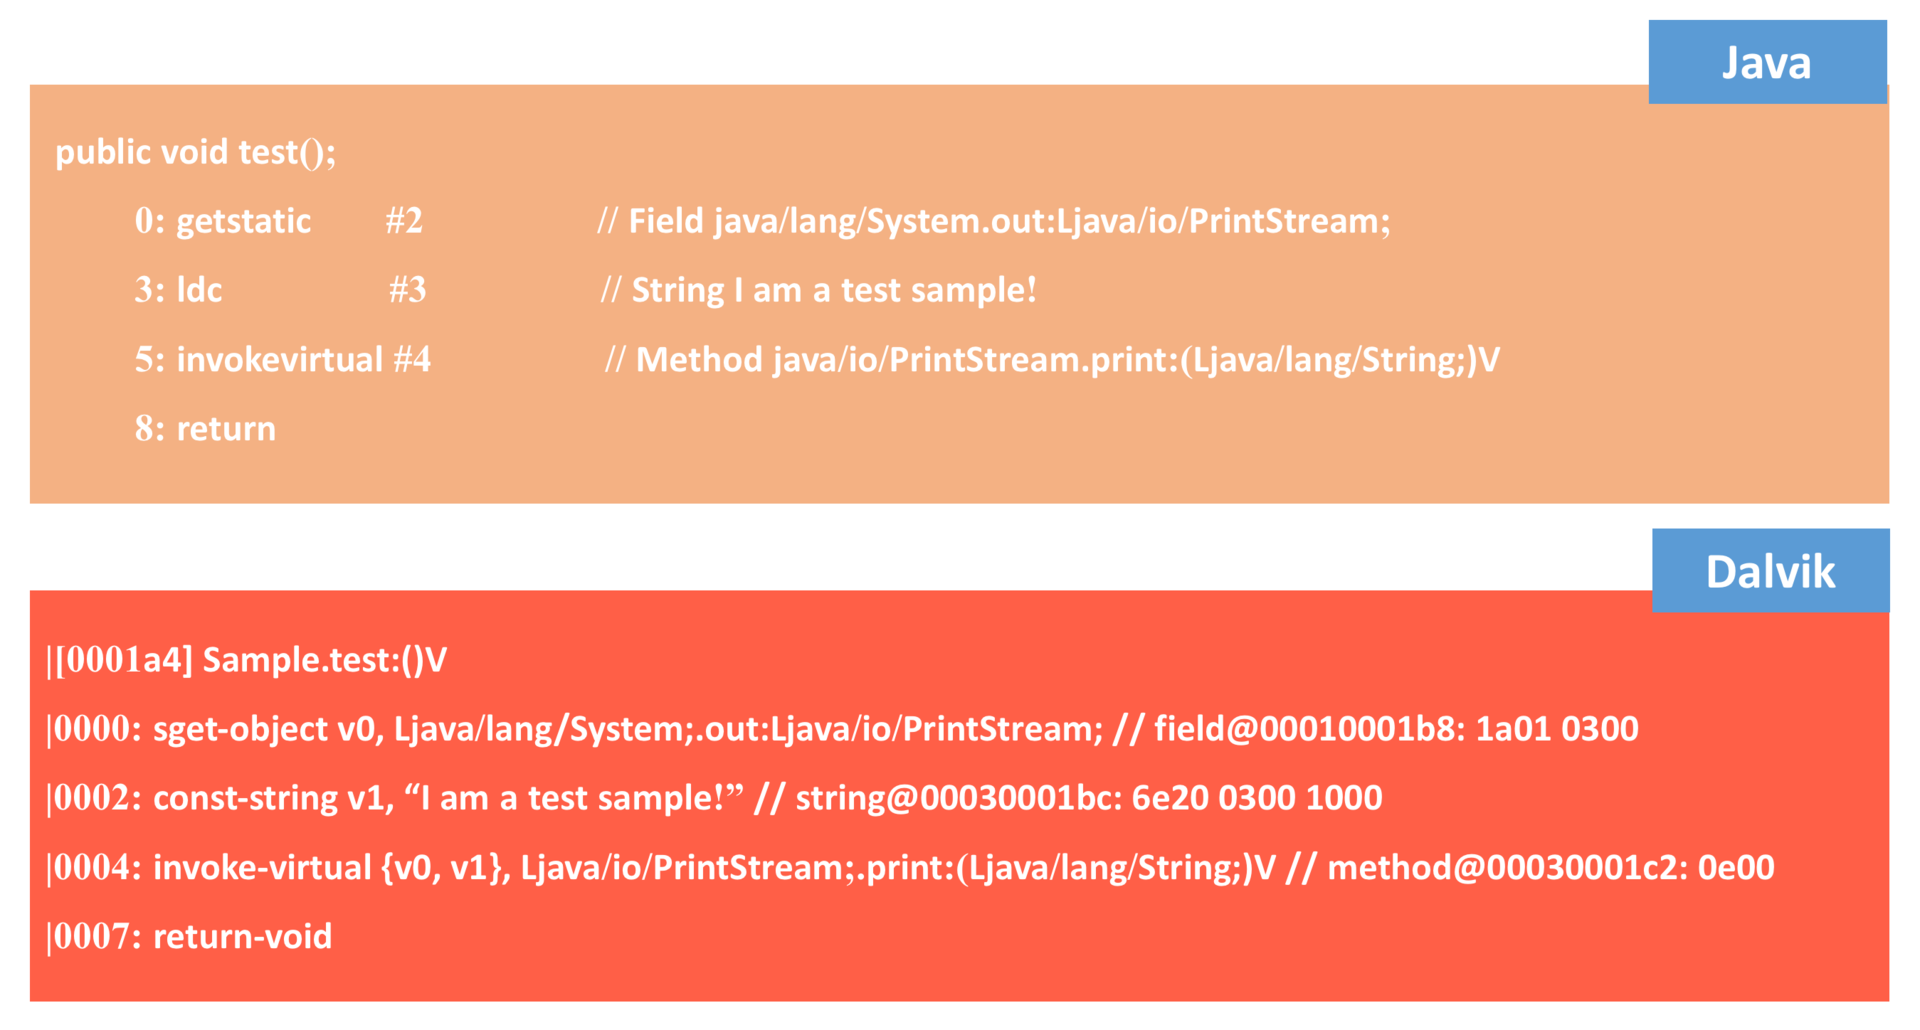 Java
public void test();
0: getstatic #2 // Field java/lang/System.out:Ljava/io/PrintStream;
3: ldc #3 // String I am a test sample!
5: invokevirtual #4 // Method java/io/PrintStream.print:(Ljava/lang/String;)V
8: return
Dalvik
|[0001a4] Sample.test:()V
|0000: sget-object v0, Ljava/lang/System;.out:Ljava/io/PrintStream; // field@00010001b8: 1a01 0300
|0002: const-string v1, “I am a test sample!” // string@00030001bc: 6e20 0300 1000
|0004: invoke-virtual {v0, v1}, Ljava/io/PrintStream;.print:(Ljava/lang/String;)V // method@00030001c2: 0e00
|0007: return-void